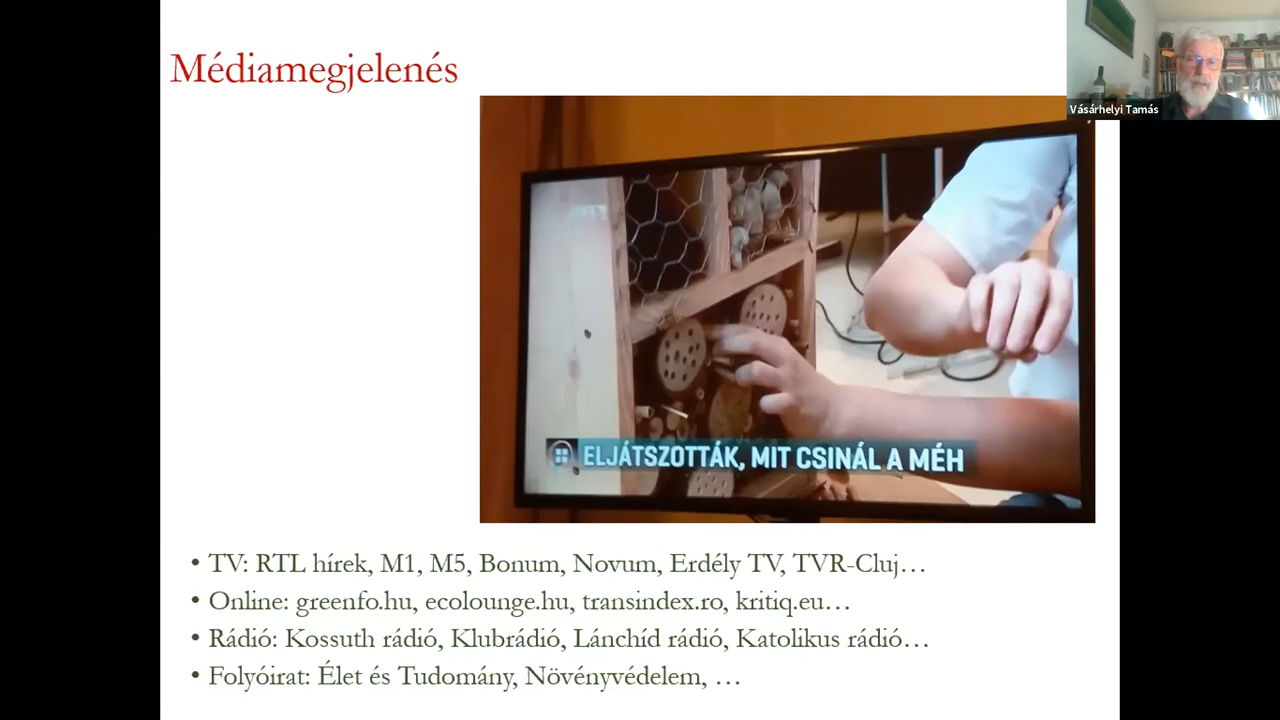 Médiamegjelenés
Vásárhelyi Tamás
ELJÁTSZOTTÁK, MIT CSINÁL A MÉH
• TV: RTL hírek, M1, M5, Bonum, Novum, Erdély TV, TVR-Cluj…
• Online: greenfo.hu, ecolounge.hu, transindex.ro, kritiq.eu…
• Rádió: Kossuth rádió, Klubrádió, Lánchíd rádió, Katolikus rádió…
• Folyóirat: Élet és Tudomány, Növényvédelem, …